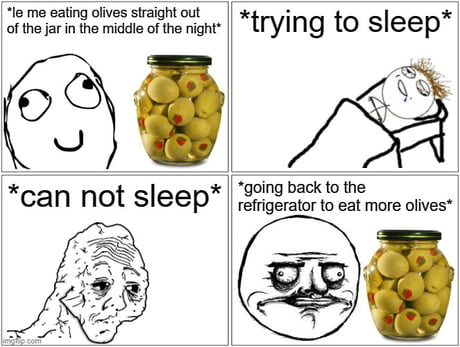 *le me eating olives straight out
of the jar in the middle of the night*
*trying to sleep*
*can not sleep*
*going back to the
refrigerator to eat more olives*
imgflip.com